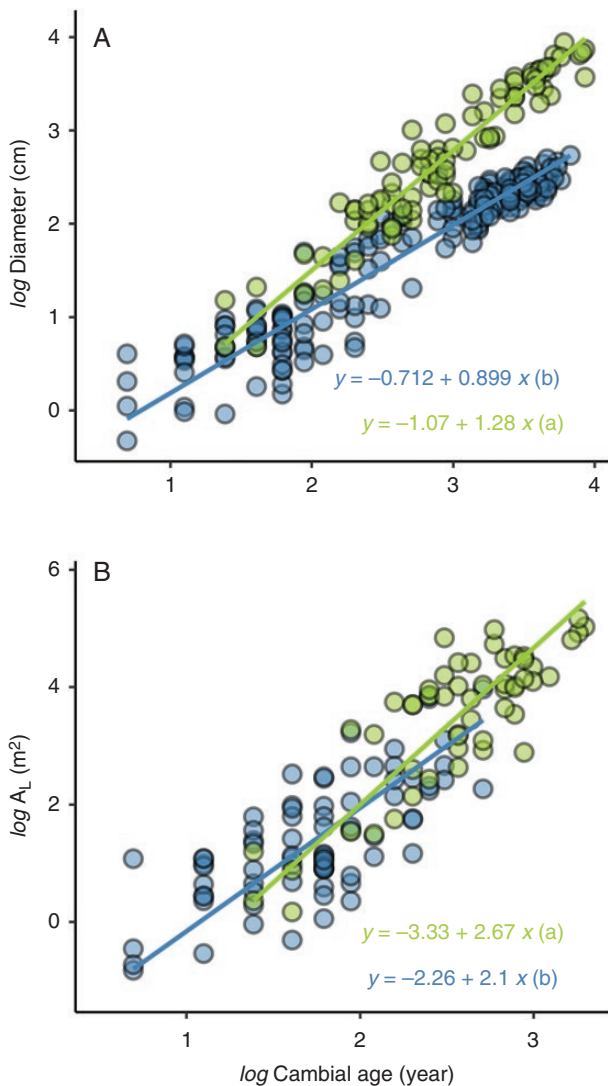 A
4
3
2
1
0
log Diameter (cm)
y = –0.712 + 0.899 x (b)
y = –1.07 + 1.28 x (a)
1 2 3 4
B
6
4
2
0
log A<sub>L</sub> (m²)
y = –3.33 + 2.67 x (a)
y = –2.26 + 2.1 x (b)
1 2 3
log Cambial age (year)